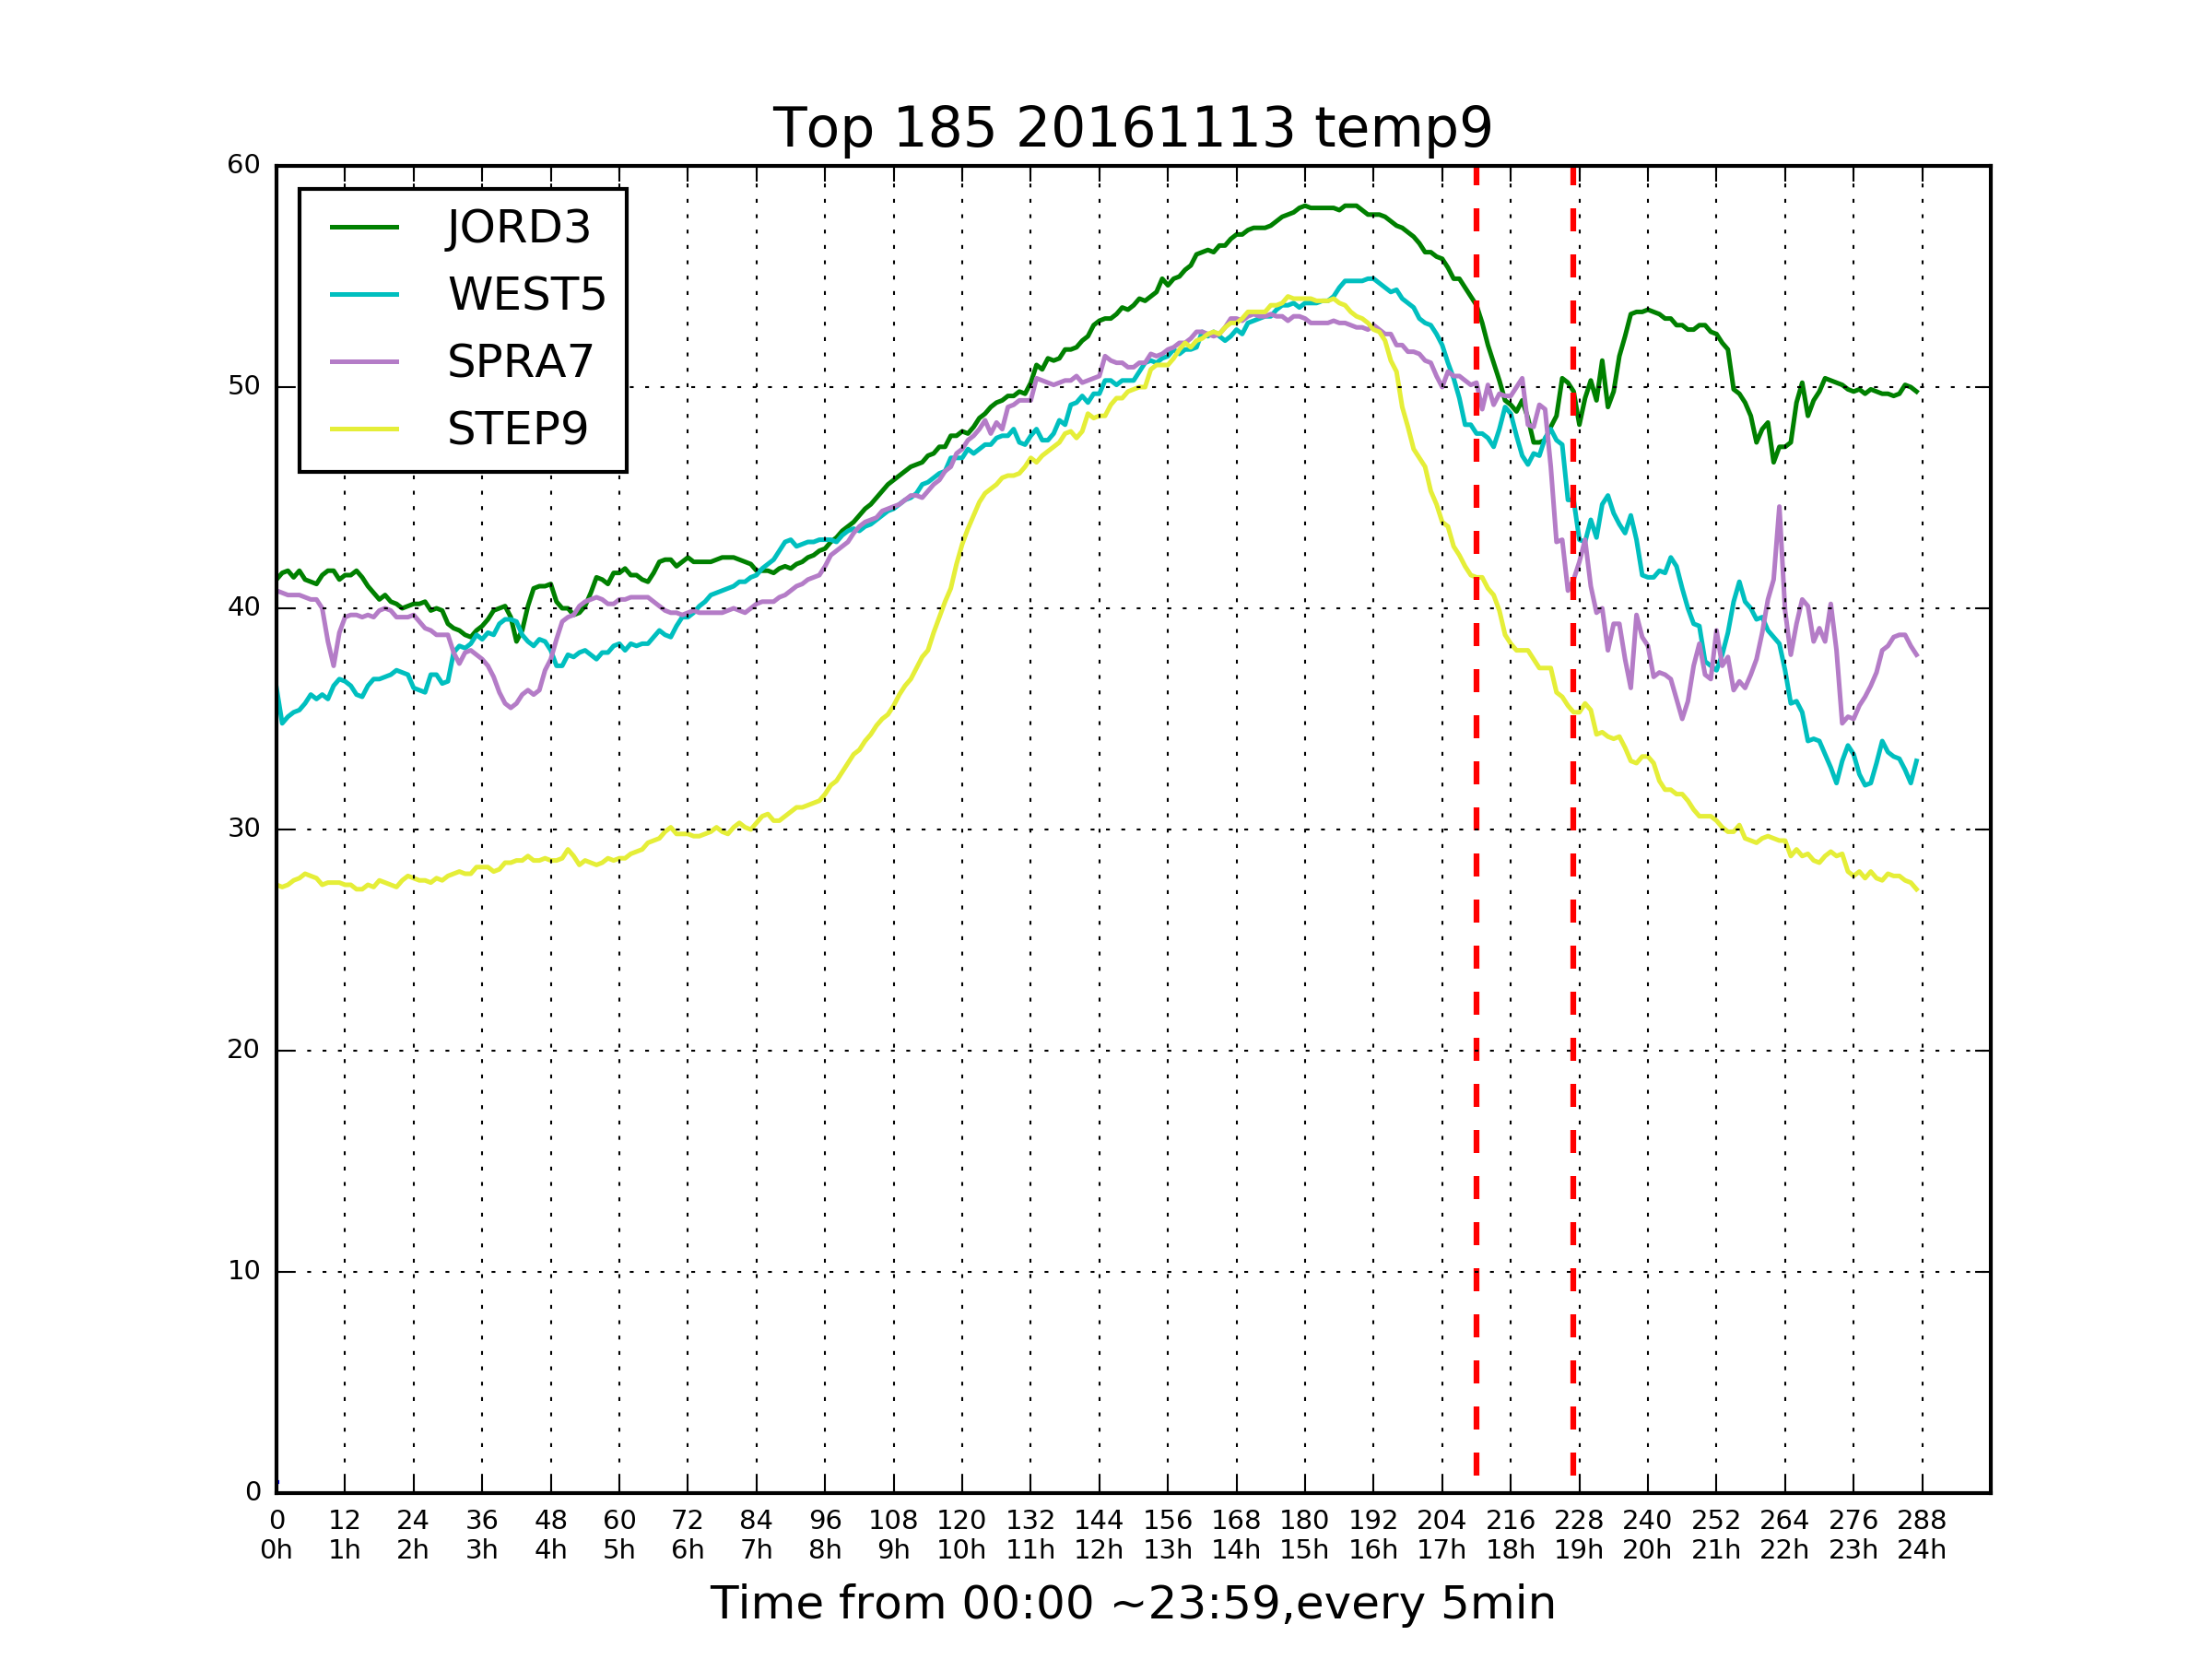 Top 185 20161113 temp9
JORD3
WEST5
SPRA7
STEP9
60
50
40
30
20
10
0
0 12 24 36 48 60 72 84 96 108 120 132 144 156 168 180 192 204 216 228 240 252 264 276 288
0h 1h 2h 3h 4h 5h 6h 7h 8h 9h 10h 11h 12h 13h 14h 15h 16h 17h 18h 19h 20h 21h 22h 23h 24h
Time from 00:00 ~23:59,every 5min